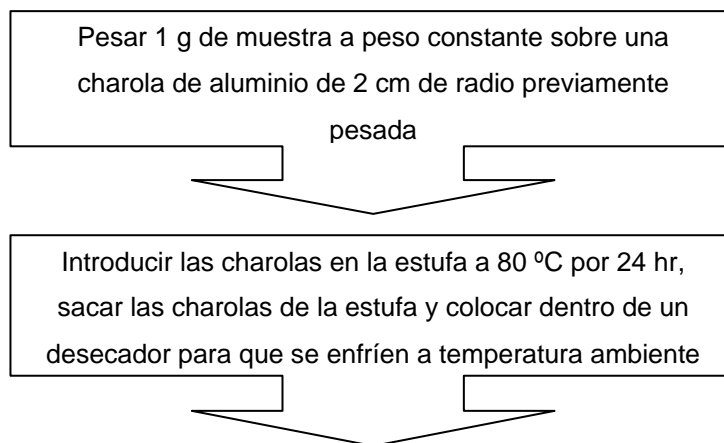 Pesar 1 g de muestra a peso constante sobre una
charola de aluminio de 2 cm de radio previamente
pesada
Introducir las charolas en la estufa a 80 ºC por 24 hr,
sacar las charolas de la estufa y colocar dentro de un
desecador para que se enfríen a temperatura ambiente